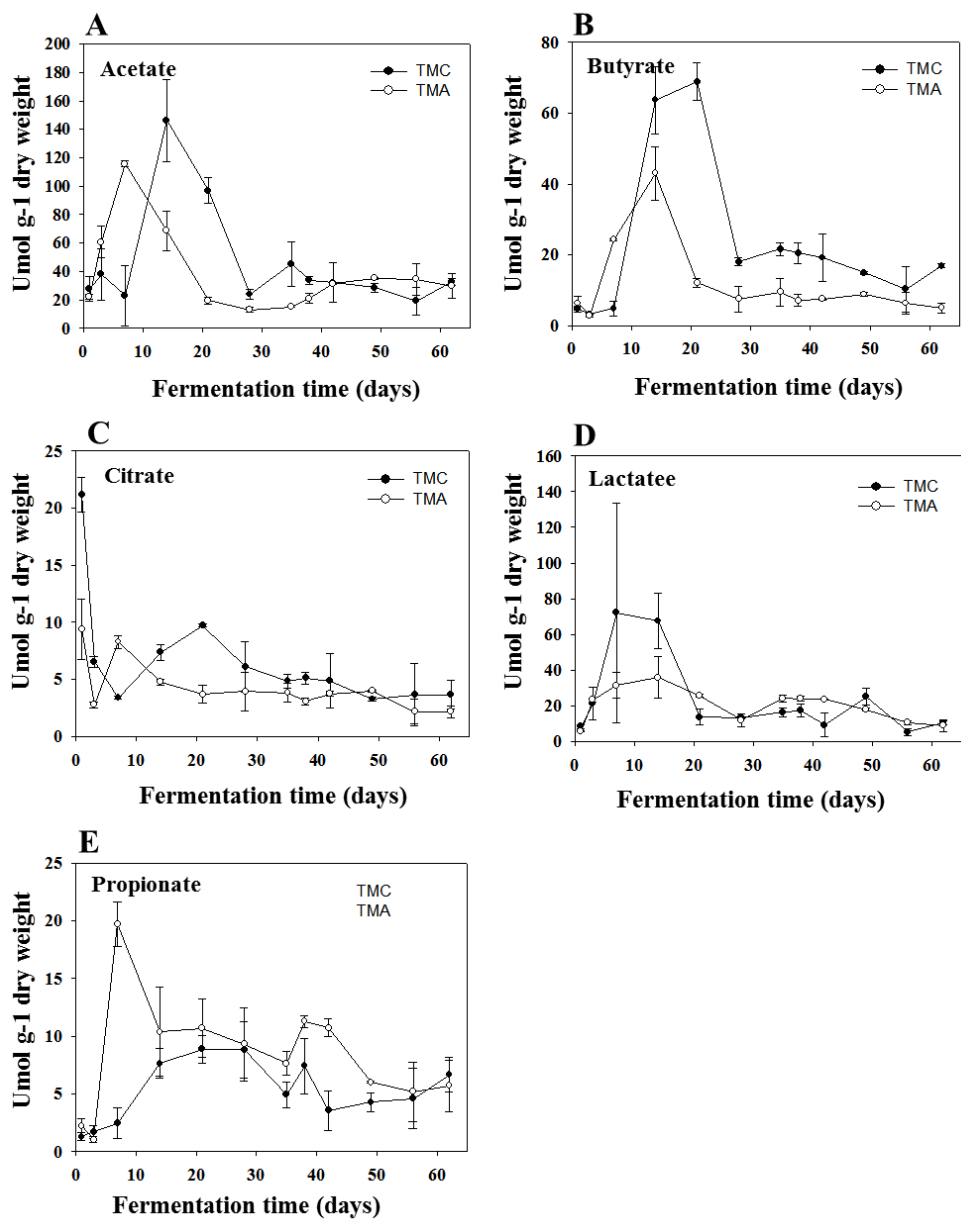 A
Acetate
TMC
TMA
200
180
160
140
120
100
80
60
40
20
0
0 10 20 30 40 50 60
Umol g-1 dry weight
Fermentation time (days)
B
Butyrate
TMC
TMA
80
60
40
20
0
0 10 20 30 40 50 60
Umol g-1 dry weight
Fermentation time (days)
C
Citrate
TMC
TMA
25
20
15
10
5
0
0 10 20 30 40 50 60
Umol g-1 dry weight
Fermentation time (days)
D
Lactatee
TMC
TMA
160
140
120
100
80
60
40
20
0
0 10 20 30 40 50 60
Umol g-1 dry weight
Fermentation time (days)
E
Propionate
TMC
TMA
25
20
15
10
5
0
0 10 20 30 40 50 60
Umol g-1 dry weight
Fermentation time (days)